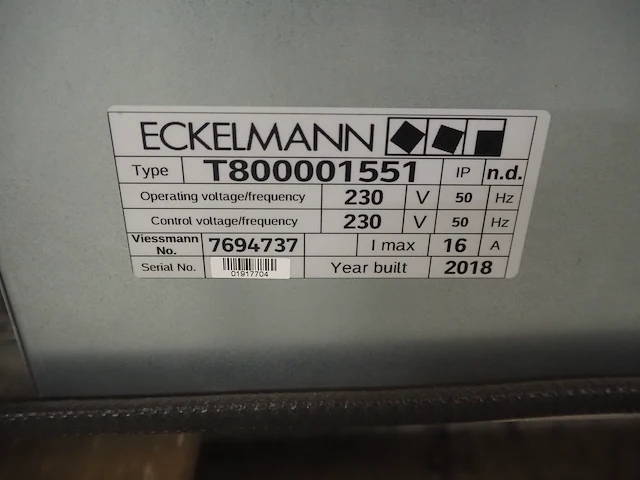 ECKELMANN
Type T800001551 IP n.d.
Operating voltage/frequency 230 V 50 Hz
Control voltage/frequency 230 V 50 Hz
Viessmann No. 7694737 I max 16 A
Serial No. 01917704 Year built 2018